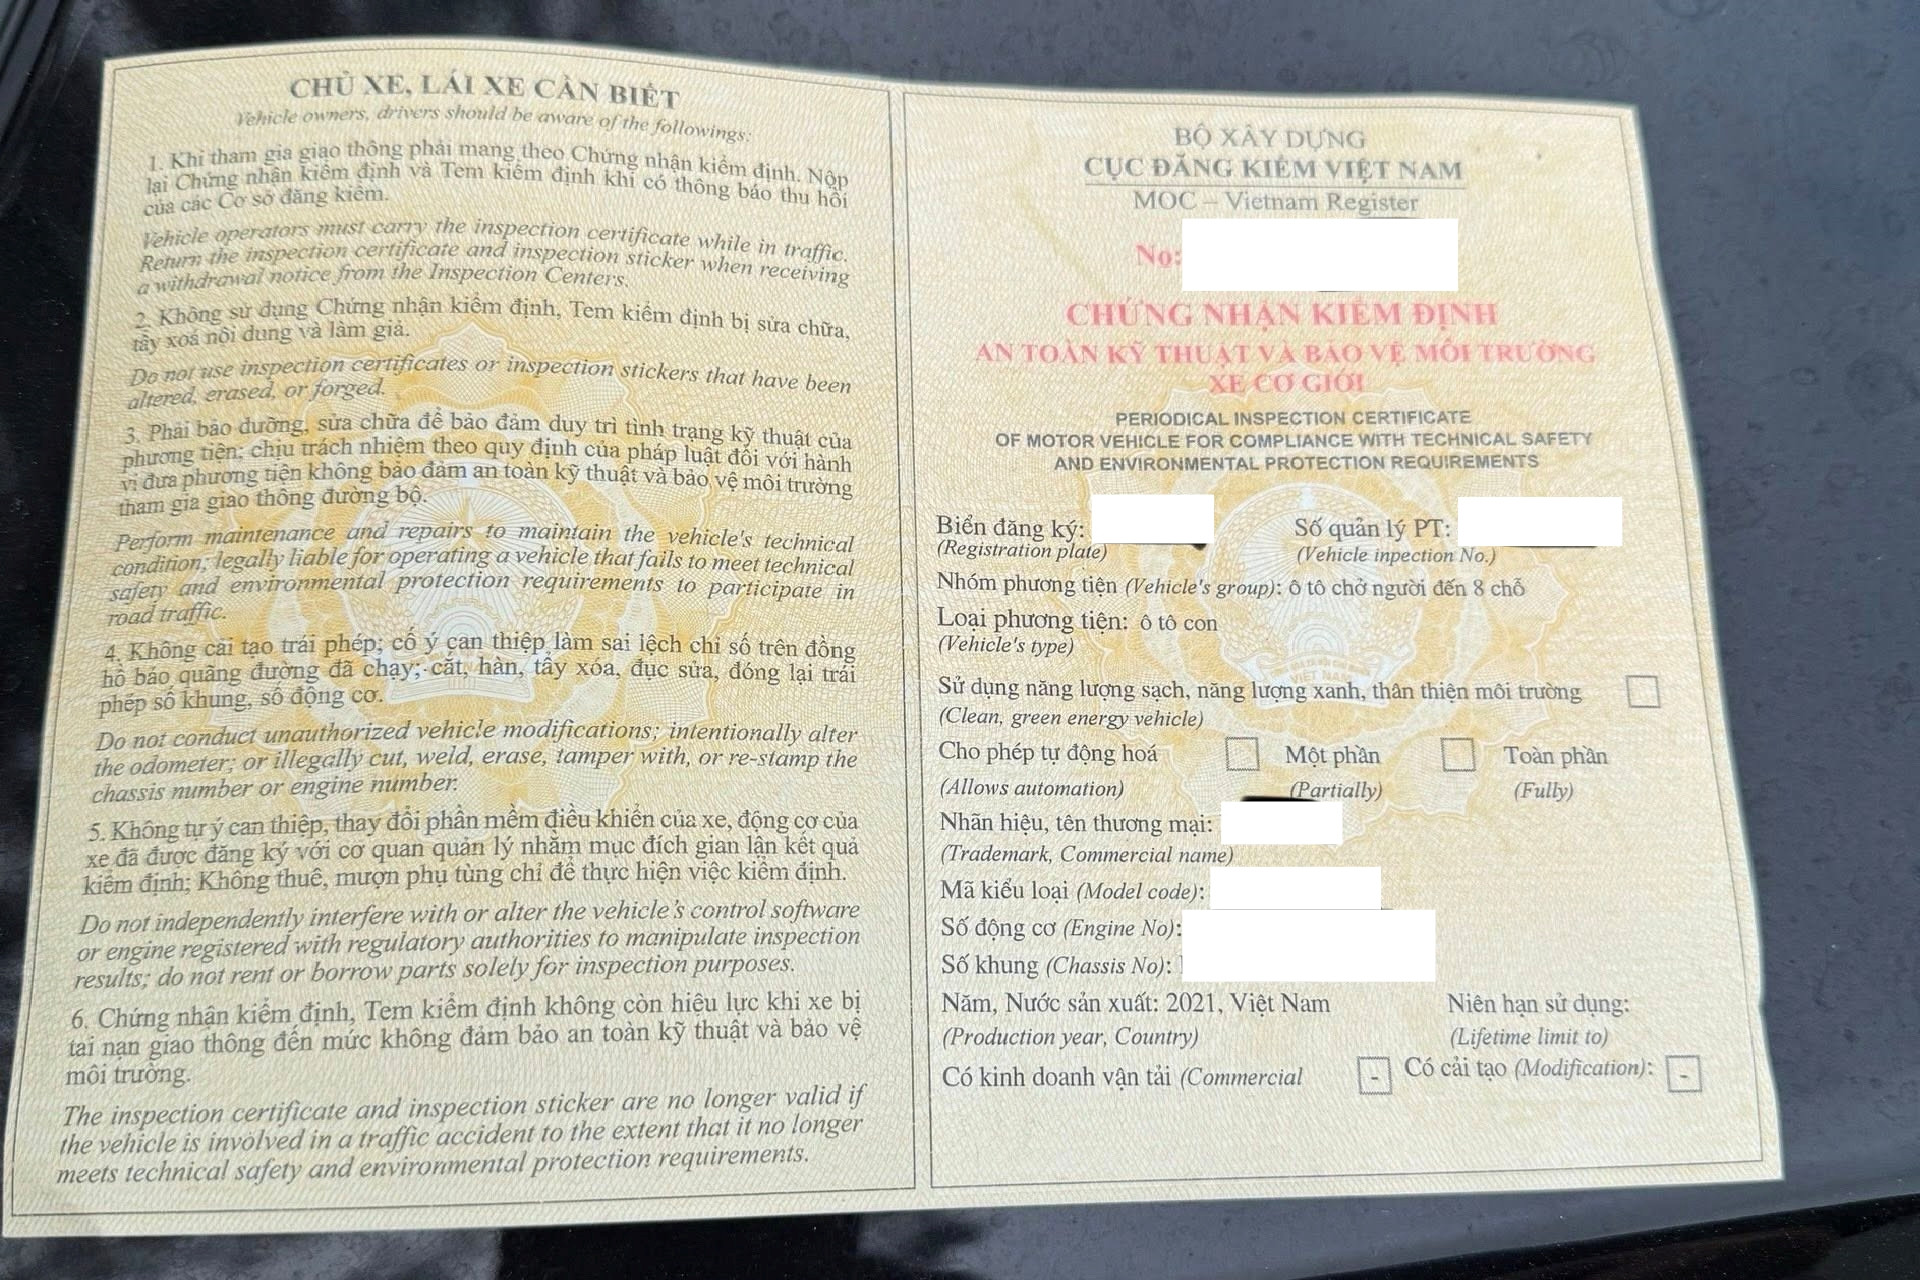 CHỦ XE, LÁI XE CẦN BIẾT
Vehicle owners, drivers should be aware of the followings:
1. Khi tham gia giao thông phải mang theo Chứng nhận kiểm định. Nộp
lại Chứng nhận kiểm định và Tem kiểm định khi có thông báo thu hồi
của các Cơ sở đăng kiểm.
Vehicle operators must carry the inspection certificate while in traffic.
Return the inspection certificate and inspection sticker when receiving
a withdrawal notice from the Inspection Centers.
2. Không sử dụng Chứng nhận kiểm định, Tem kiểm định bị sửa chữa,
tẩy xoá nội dung và làm giả.
Do not use inspection certificates or inspection stickers that have been
altered, erased, or forged.
3. Phải bảo dưỡng, sửa chữa để bảo đảm duy trì tình trạng kỹ thuật của
phương tiện; chịu trách nhiệm theo quy định của pháp luật đối với hành
vi đưa phương tiện không bảo đảm an toàn kỹ thuật và bảo vệ môi trường
tham gia giao thông đường bộ.
Perform maintenance and repairs to maintain the vehicle's technical
condition; legally liable for operating a vehicle that fails to meet technical
safety and environmental protection requirements to participate in
road traffic.
4. Không cải tạo trái phép; cố ý can thiệp làm sai lệch chỉ số trên đồng
hồ báo quãng đường đã chạy; cắt, hàn, tẩy xóa, đục sửa, đóng lại trái
phép số khung, số động cơ.
Do not conduct unauthorized vehicle modifications; intentionally alter
the odometer; or illegally cut, weld, erase, tamper with, or re-stamp the
chassis number or engine number.
5. Không tự ý can thiệp, thay đổi phần mềm điều khiển của xe, động cơ của
xe đã được đăng ký với cơ quan quản lý nhằm mục đích gian lận kết quả
kiểm định; Không thuê, mượn phụ tùng chỉ để thực hiện việc kiểm định.
Do not independently interfere with or alter the vehicle's control software
or engine registered with regulatory authorities to manipulate inspection
results; do not rent or borrow parts solely for inspection purposes.
6. Chứng nhận kiểm định, Tem kiểm định không còn hiệu lực khi xe bị
tai nạn giao thông đến mức không đảm bảo an toàn kỹ thuật và bảo vệ
môi trường.
The inspection certificate and inspection sticker are no longer valid if
the vehicle is involved in a traffic accident to the extent that it no longer
meets technical safety and environmental protection requirements.
BỘ XÂY DỰNG
CỤC ĐĂNG KIỂM VIỆT NAM
MOC – Vietnam Register
No:
CHỨNG NHẬN KIỂM ĐỊNH
AN TOÀN KỸ THUẬT VÀ BẢO VỆ MÔI TRƯỜNG
XE CƠ GIỚI
PERIODICAL INSPECTION CERTIFICATE
OF MOTOR VEHICLE FOR COMPLIANCE WITH TECHNICAL SAFETY
AND ENVIRONMENTAL PROTECTION REQUIREMENTS
Biển đăng ký: Số quản lý PT:
(Registration plate) (Vehicle inpection No.)
Nhóm phương tiện (Vehicle's group): ô tô chở người đến 8 chỗ
Loại phương tiện: ô tô con
(Vehicle's type)
Sử dụng năng lượng sạch, năng lượng xanh, thân thiện môi trường
(Clean, green energy vehicle)
Cho phép tự động hoá Một phần Toàn phần
(Allows automation) (Partially) (Fully)
Nhãn hiệu, tên thương mại:
(Trademark, Commercial name)
Mã kiểu loại (Model code):
Số động cơ (Engine No):
Số khung (Chassis No):
Năm, Nước sản xuất: 2021, Việt Nam Niên hạn sử dụng:
(Production year, Country) (Lifetime limit to)
Có kinh doanh vận tải (Commercial - Có cải tạo (Modification): -